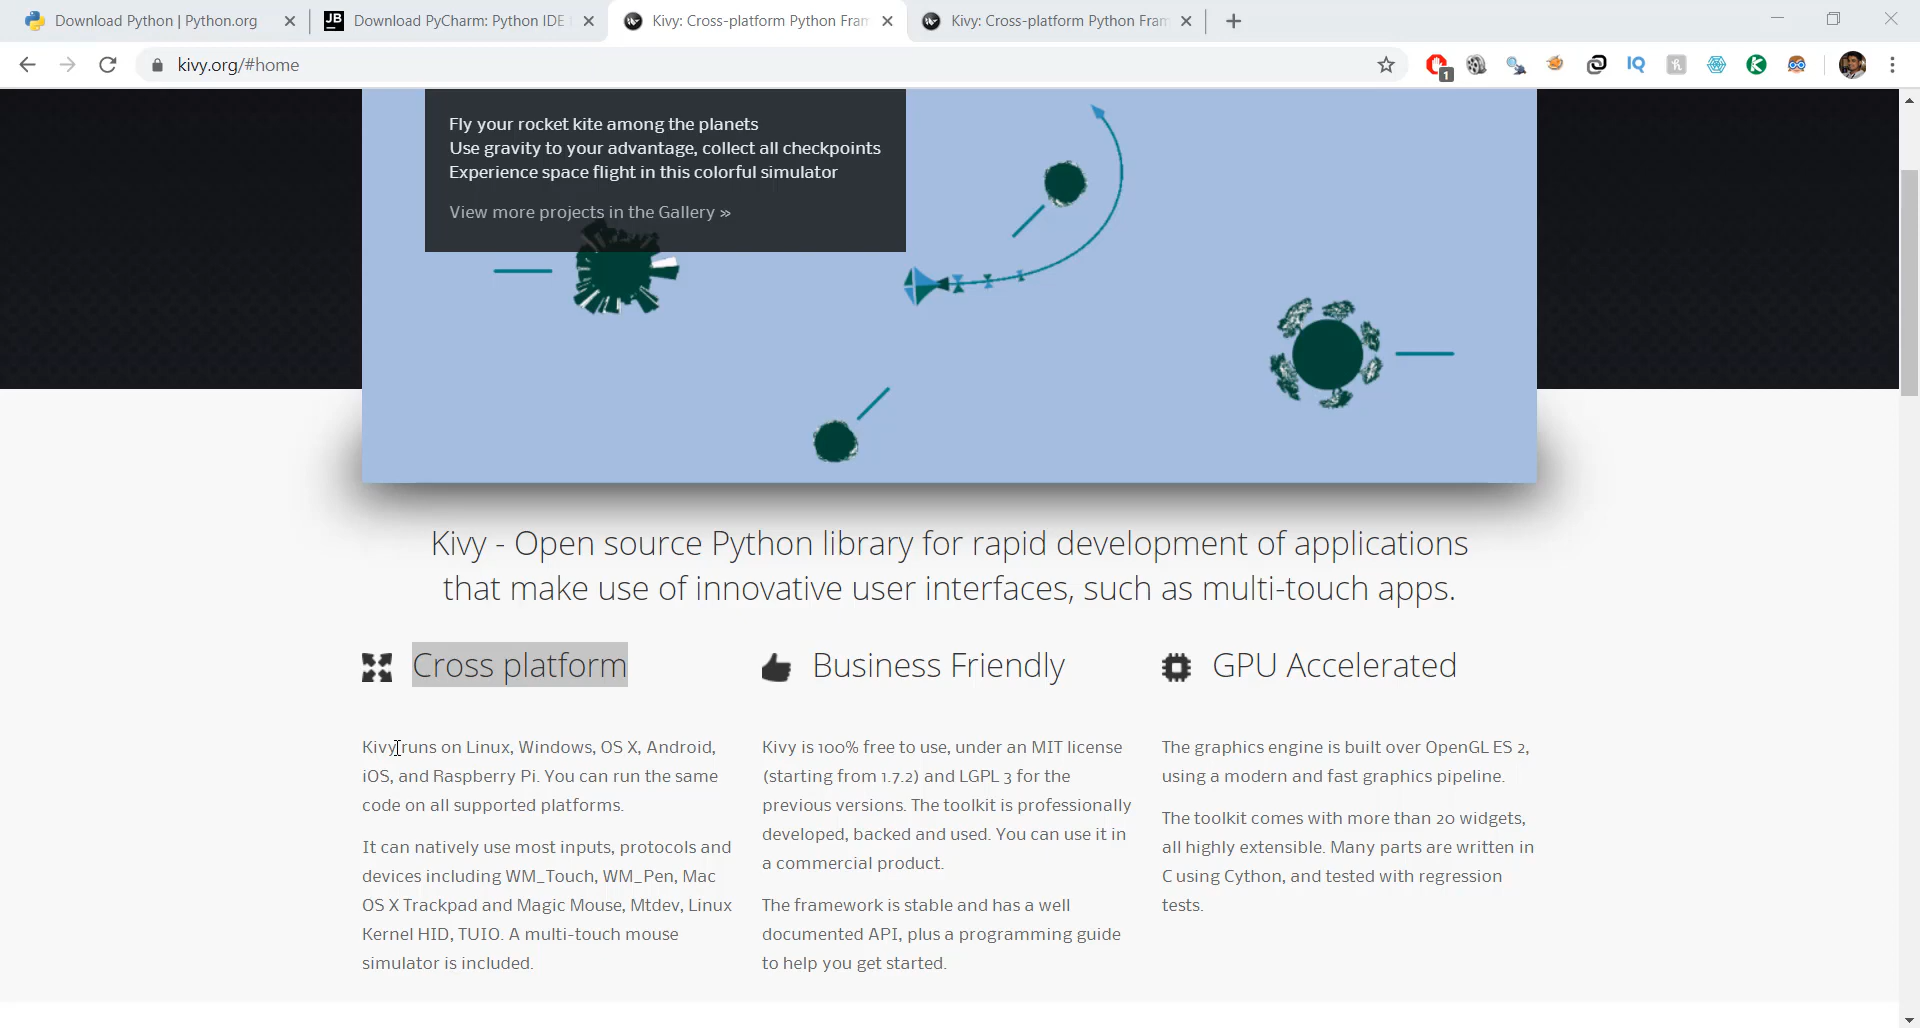 Download Python | Python.org
Download PyCharm: Python IDE
Kivy: Cross-platform Python Fram
Kivy: Cross-platform Python Fram
kivy.org/#home
1
IQ
Fly your rocket kite among the planets
Use gravity to your advantage, collect all checkpoints
Experience space flight in this colorful simulator
View more projects in the Gallery »
Kivy - Open source Python library for rapid development of applications
that make use of innovative user interfaces, such as multi-touch apps.
Cross platform
Kivy runs on Linux, Windows, OS X, Android,
iOS, and Raspberry Pi. You can run the same
code on all supported platforms.
It can natively use most inputs, protocols and
devices including WM_Touch, WM_Pen, Mac
OS X Trackpad and Magic Mouse, Mtdev, Linux
Kernel HID, TUIO. A multi-touch mouse
simulator is included.
Business Friendly
Kivy is 100% free to use, under an MIT license
(starting from 1.7.2) and LGPL 3 for the
previous versions. The toolkit is professionally
developed, backed and used. You can use it in
a commercial product.
The framework is stable and has a well
documented API, plus a programming guide
to help you get started.
GPU Accelerated
The graphics engine is built over OpenGL ES 2,
using a modern and fast graphics pipeline.
The toolkit comes with more than 20 widgets,
all highly extensible. Many parts are written in
C using Cython, and tested with regression
tests.